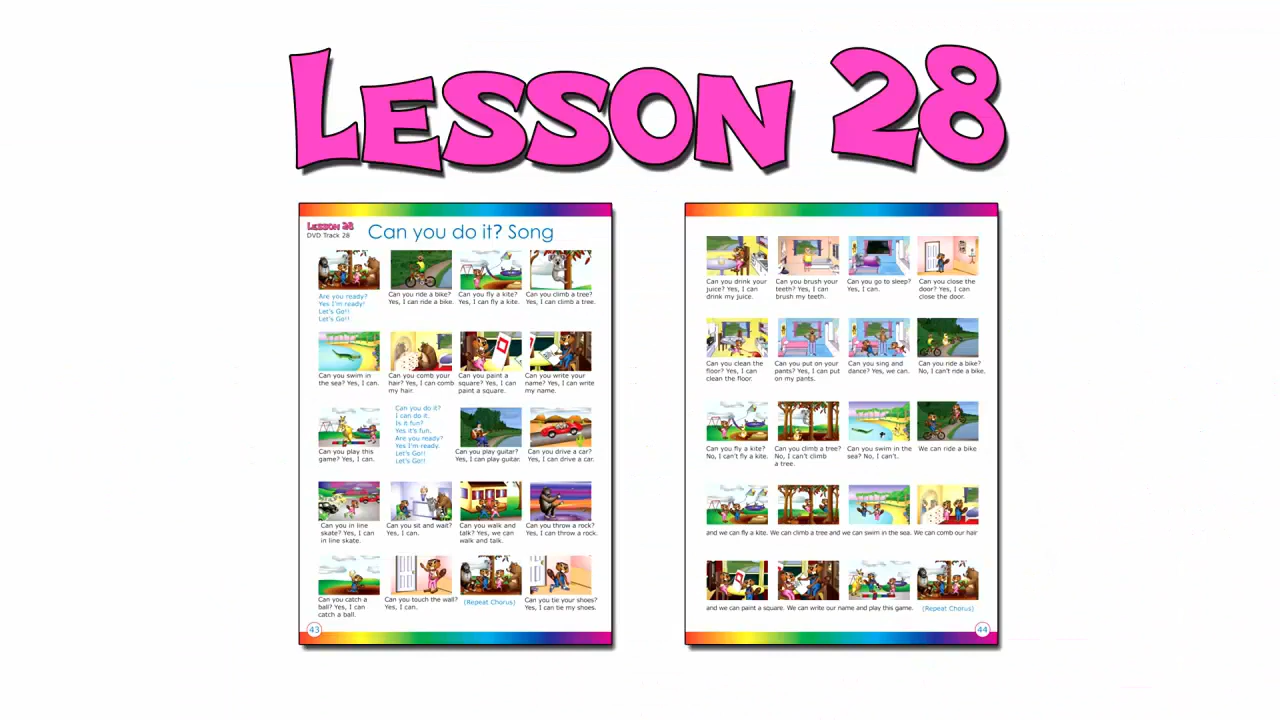 LESSON 28
LESSON 28
DVD Track 28
Can you do it? Song
Are you ready?
Yes I'm ready!
Let's Go!!
Let's Go!!
Can you ride a bike?
Yes, I can ride a bike.
Can you fly a kite?
Yes, I can fly a kite.
Can you climb a tree?
Yes, I can climb a tree.
Can you swim in
the sea? Yes, I can.
Can you comb your
hair? Yes, I can comb
my hair.
Can you paint a
square? Yes, I can
paint a square.
Can you write your
name? Yes, I can write
my name.
Can you play this
game? Yes, I can.
Can you do it?
I can do it.
Is it fun?
Yes it's fun.
Are you ready?
Yes I'm ready.
Let's Go!!
Let's Go!!
Can you play guitar?
Yes, I can play guitar.
Can you drive a car?
Yes, I can drive a car.
Can you in line
skate? Yes, I can
in line skate.
Can you sit and wait?
Yes, I can.
Can you walk and
talk? Yes, we can
walk and talk.
Can you throw a rock?
Yes, I can throw a rock.
Can you catch a
ball? Yes, I can
catch a ball.
Can you touch the wall?
Yes, I can.
(Repeat Chorus)
Can you tie your shoes?
Yes, I can tie my shoes.
43
Can you drink your
juice? Yes, I can
drink my juice.
Can you brush your
teeth? Yes, I can
brush my teeth.
Can you go to sleep?
Yes, I can.
Can you close the
door? Yes, I can
close the door.
Can you clean the
floor? Yes, I can
clean the floor.
Can you put on your
pants? Yes, I can put
on my pants.
Can you sing and
dance? Yes, we can.
Can you ride a bike?
No, I can't ride a bike.
Can you fly a kite?
No, I can't fly a kite.
Can you climb a tree?
No, I can't climb
a tree.
Can you swim in the
sea? No, I can't.
We can ride a bike
and we can fly a kite. We can climb a tree and we can swim in the sea. We can comb our hair
and we can paint a square. We can write our name and play this game.
(Repeat Chorus)
44